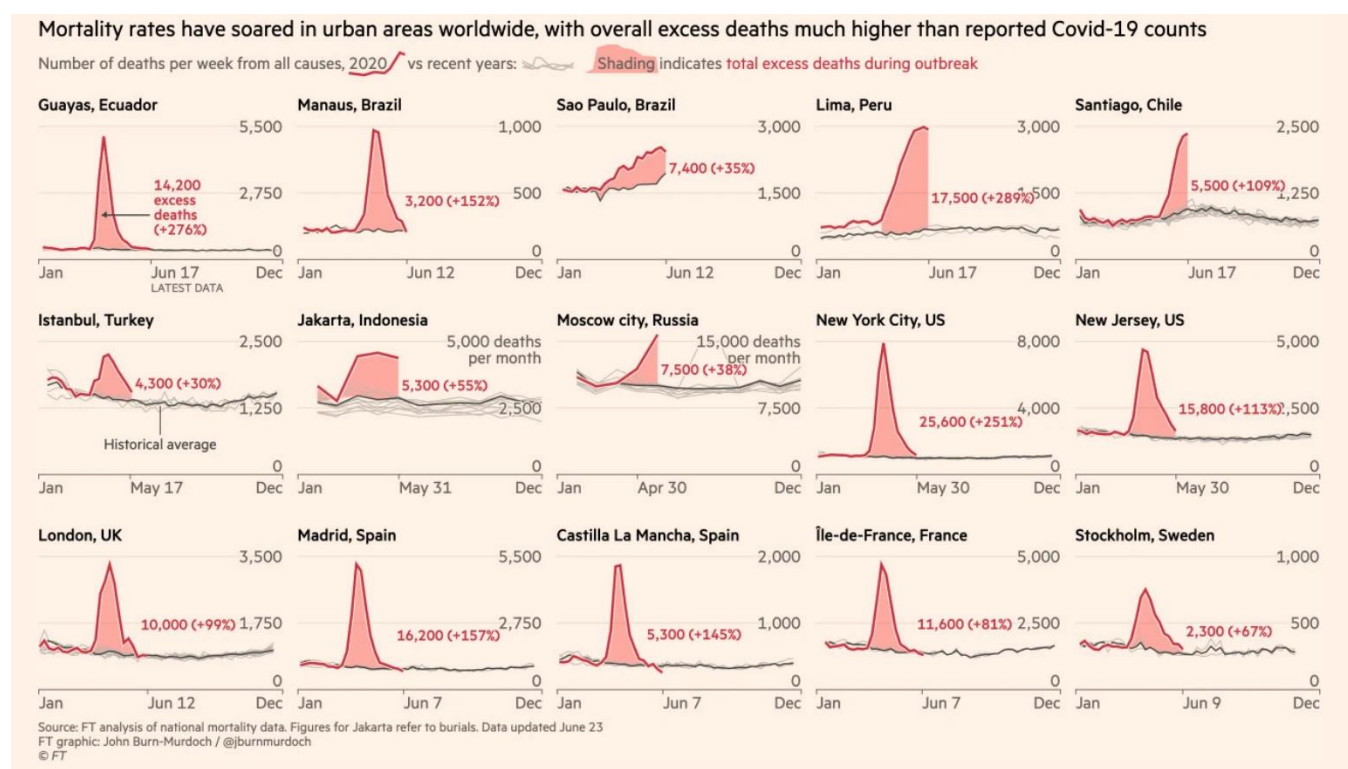 Mortality rates have soared in urban areas worldwide, with overall excess deaths much higher than reported Covid-19 counts
Number of deaths per week from all causes, 2020 vs recent years: Shading indicates total excess deaths during outbreak
Guayas, Ecuador
5,500
2,750
0
14,200
excess
deaths
(+276%)
Jan Jun 17 Dec
LATEST DATA
Manaus, Brazil
1,000
500
0
3,200 (+152%)
Jan Jun 12 Dec
Sao Paulo, Brazil
3,000
1,500
0
7,400 (+35%)
Jan Jun 12 Dec
Lima, Peru
3,000
1,500
0
17,500 (+289%)
Jan Jun 17 Dec
Santiago, Chile
2,500
1,250
0
5,500 (+109%)
Jan Jun 17 Dec
Istanbul, Turkey
2,500
1,250
0
4,300 (+30%)
Historical average
Jan May 17 Dec
Jakarta, Indonesia
5,000 deaths
per month
2,500
0
5,300 (+55%)
Jan May 31 Dec
Moscow city, Russia
15,000 deaths
per month
7,500
0
7,500 (+38%)
Jan Apr 30 Dec
New York City, US
8,000
4,000
0
25,600 (+251%)
Jan May 30 Dec
New Jersey, US
5,000
2,500
0
15,800 (+113%)
Jan May 30 Dec
London, UK
3,500
1,750
0
10,000 (+99%)
Jan Jun 12 Dec
Madrid, Spain
5,500
2,750
0
16,200 (+157%)
Jan Jun 7 Dec
Castilla La Mancha, Spain
2,000
1,000
0
5,300 (+145%)
Jan Jun 7 Dec
Île-de-France, France
5,000
2,500
0
11,600 (+81%)
Jan Jun 7 Dec
Stockholm, Sweden
1,000
500
0
2,300 (+67%)
Jan Jun 9 Dec
Source: FT analysis of national mortality data. Figures for Jakarta refer to burials. Data updated June 23
FT graphic: John Burn-Murdoch / @jburnmurdoch
© FT